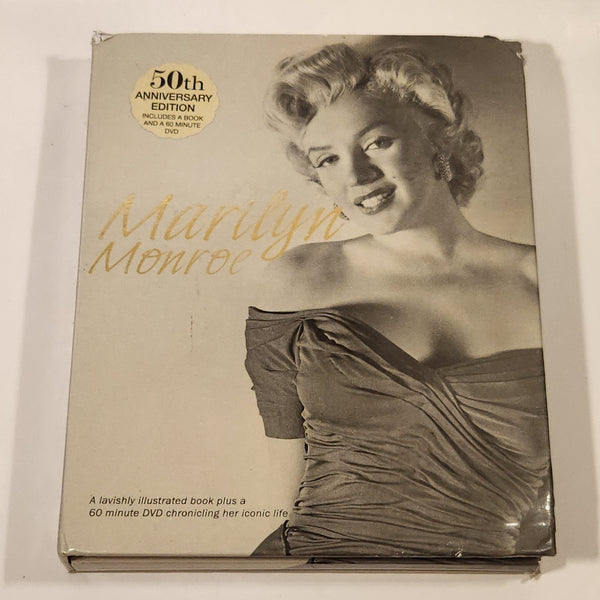 50th
ANNIVERSARY
EDITION
INCLUDES A BOOK
AND A 60 MINUTE
DVD
Marilyn
Monroe
A lavishly illustrated book plus a
60 minute DVD chronicling her iconic life